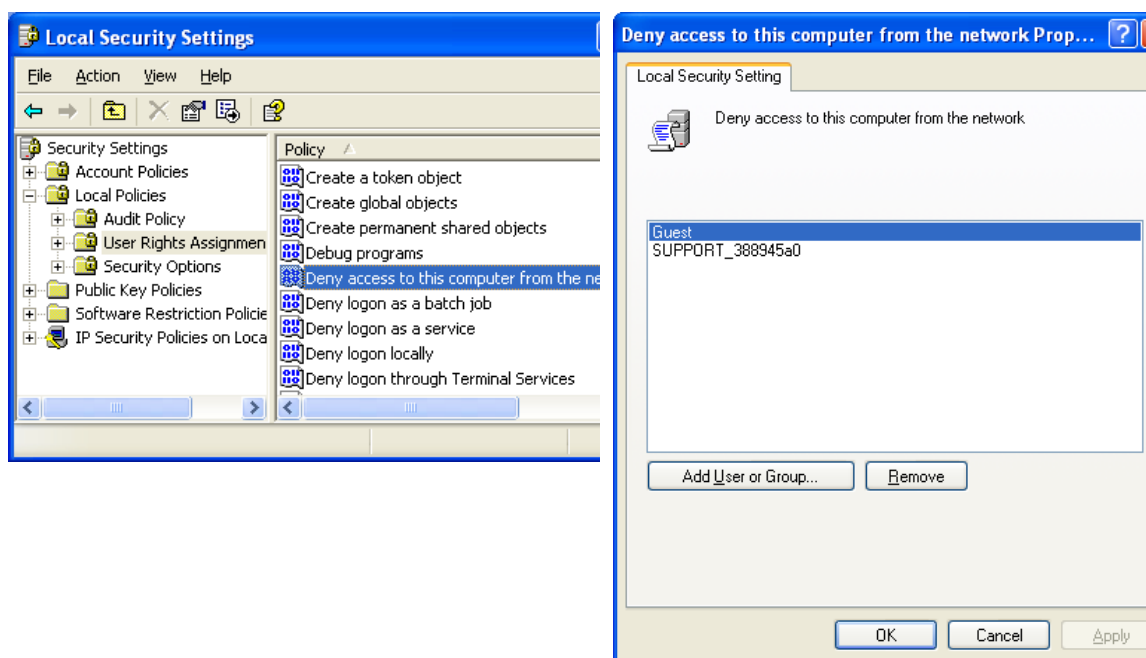 Local Security Settings
File Action View Help
Security Settings
Account Policies
Local Policies
Audit Policy
User Rights Assignmen
Security Options
Public Key Policies
Software Restriction Policie
IP Security Policies on Loca
Policy
Create a token object
Create global objects
Create permanent shared objects
Debug programs
Deny access to this computer from the ne
Deny logon as a batch job
Deny logon as a service
Deny logon locally
Deny logon through Terminal Services
Deny access to this computer from the network Prop...
Local Security Setting
Deny access to this computer from the network
Guest
SUPPORT_388945a0
Add User or Group... Remove
OK Cancel Apply